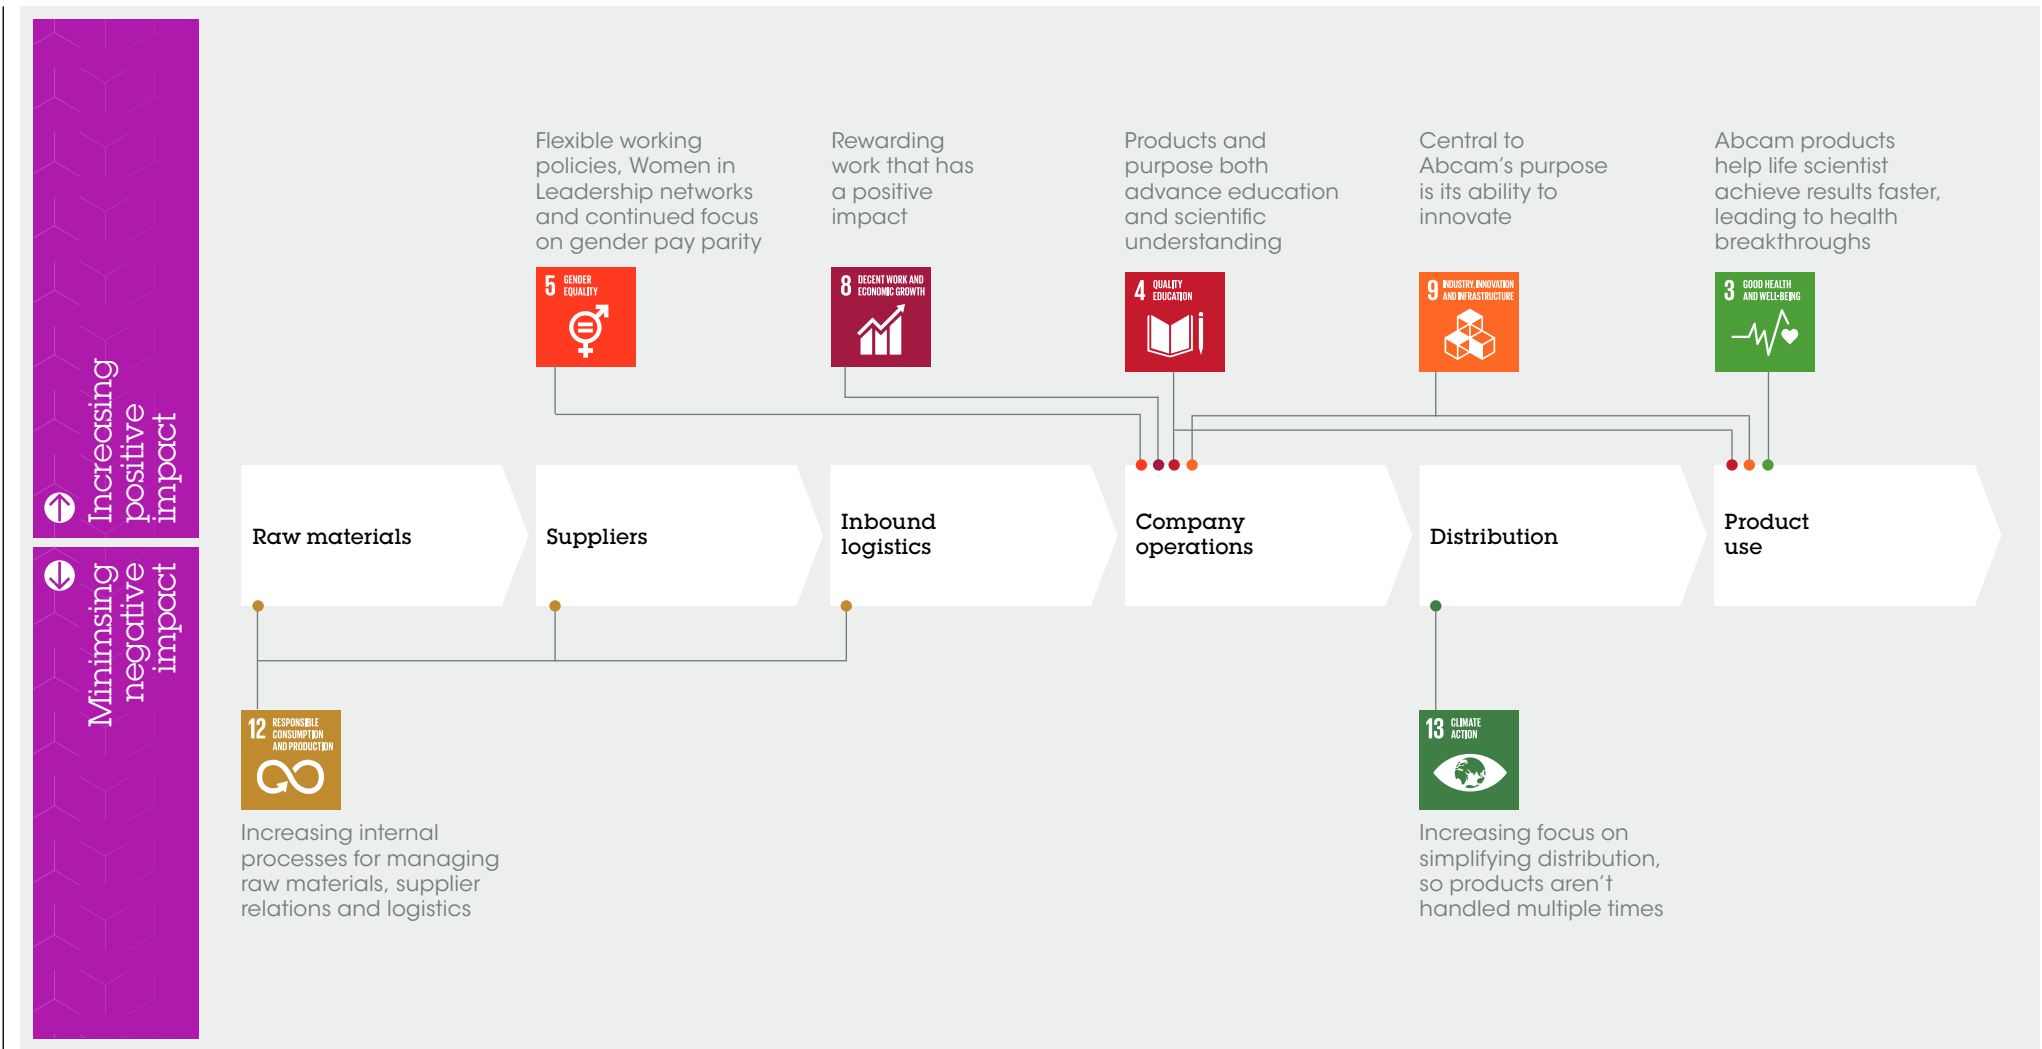 Increasing
positive
impact
Minimsing
negative
impact
Flexible working
policies, Women in
Leadership networks
and continued focus
on gender pay parity
5 GENDER
EQUALITY
Rewarding
work that has
a positive
impact
8 DECENT WORK AND
ECONOMIC GROWTH
Products and
purpose both
advance education
and scientific
understanding
4 QUALITY
EDUCATION
Central to
Abcam's purpose
is its ability to
innovate
9 INDUSTRY, INNOVATION
AND INFRASTRUCTURE
Abcam products
help life scientist
achieve results faster,
leading to health
breakthroughs
3 GOOD HEALTH
AND WELL-BEING
Raw materials
Suppliers
Inbound
logistics
Company
operations
Distribution
Product
use
12 RESPONSIBLE
CONSUMPTION
AND PRODUCTION
Increasing internal
processes for managing
raw materials, supplier
relations and logistics
13 CLIMATE
ACTION
Increasing focus on
simplifying distribution,
so products aren't
handled multiple times